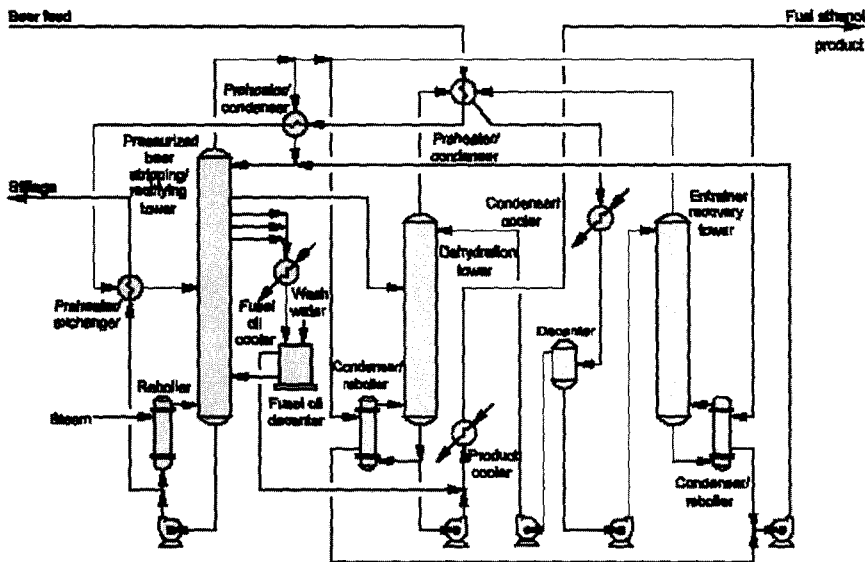 Beer feed
Fuel ethanol
product
Preheater/
condenser
Pressurized
beer
stripping/
rectifying
tower
Preheater/
condenser
Stillage
Condenser/
cooler
Entrainer
recovery
tower
Dehydration
tower
Preheater/
exchanger
Fusel
oil
cooler
Wash
water
Decanter
Reboiler
Condenser/
reboiler
Steam
Fusel oil
decanter
Product
cooler
Condenser/
reboiler